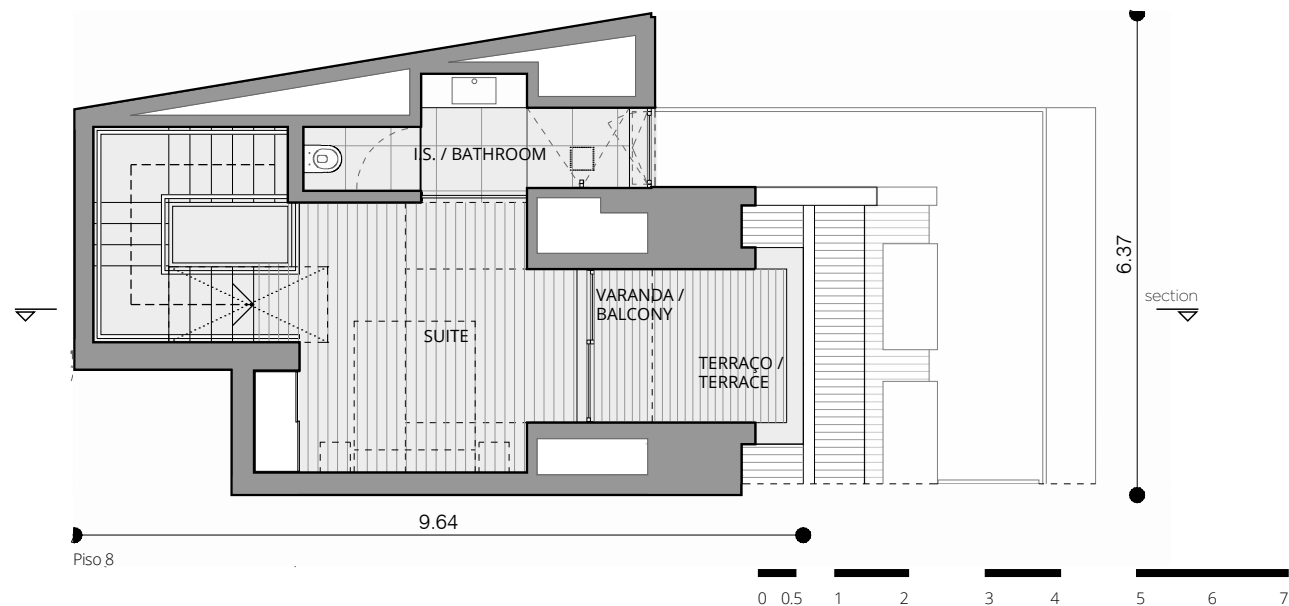 I.S. / BATHROOM
VARANDA /
BALCONY
SUITE
TERRAÇO /
TERRACE
6.37
section
9.64
Piso 8
0 0.5 1 2 3 4 5 6 7